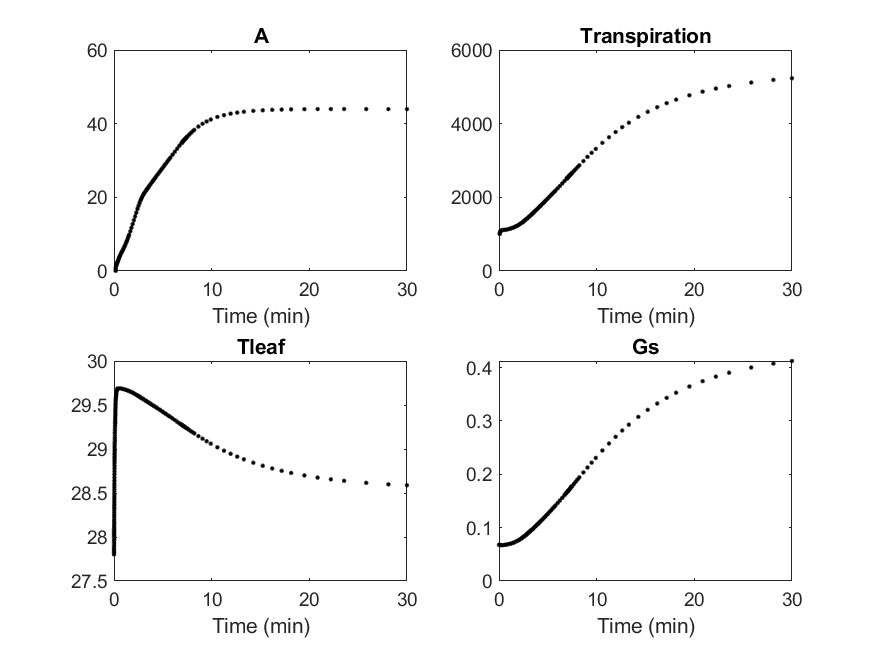 A
60
40
20
0
0 10 20 30
Time (min)
Transpiration
6000
4000
2000
0
0 10 20 30
Time (min)
Tleaf
30
29.5
29
28.5
28
27.5
0 10 20 30
Time (min)
Gs
0.4
0.3
0.2
0.1
0
0 10 20 30
Time (min)